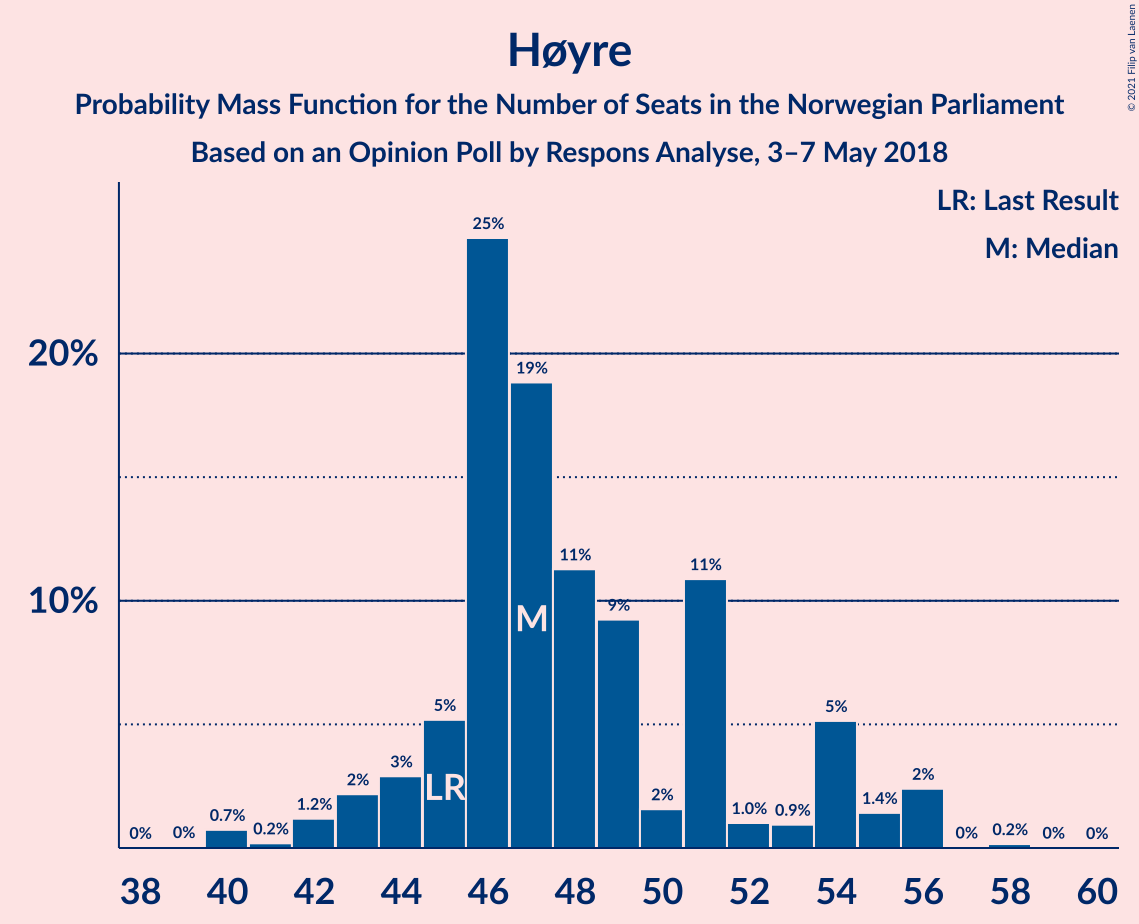 Høyre
Probability Mass Function for the Number of Seats in the Norwegian Parliament
Based on an Opinion Poll by Respons Analyse, 3–7 May 2018
© 2021 Filip van Laenen
LR: Last Result
M: Median
20%
10%
0% 0% 0.7% 0.2% 1.2% 2% 3% 5% 25% 19% 11% 9% 2% 11% 1.0% 0.9% 5% 1.4% 2% 0% 0.2% 0% 0%
LR
M
38 40 42 44 46 48 50 52 54 56 58 60